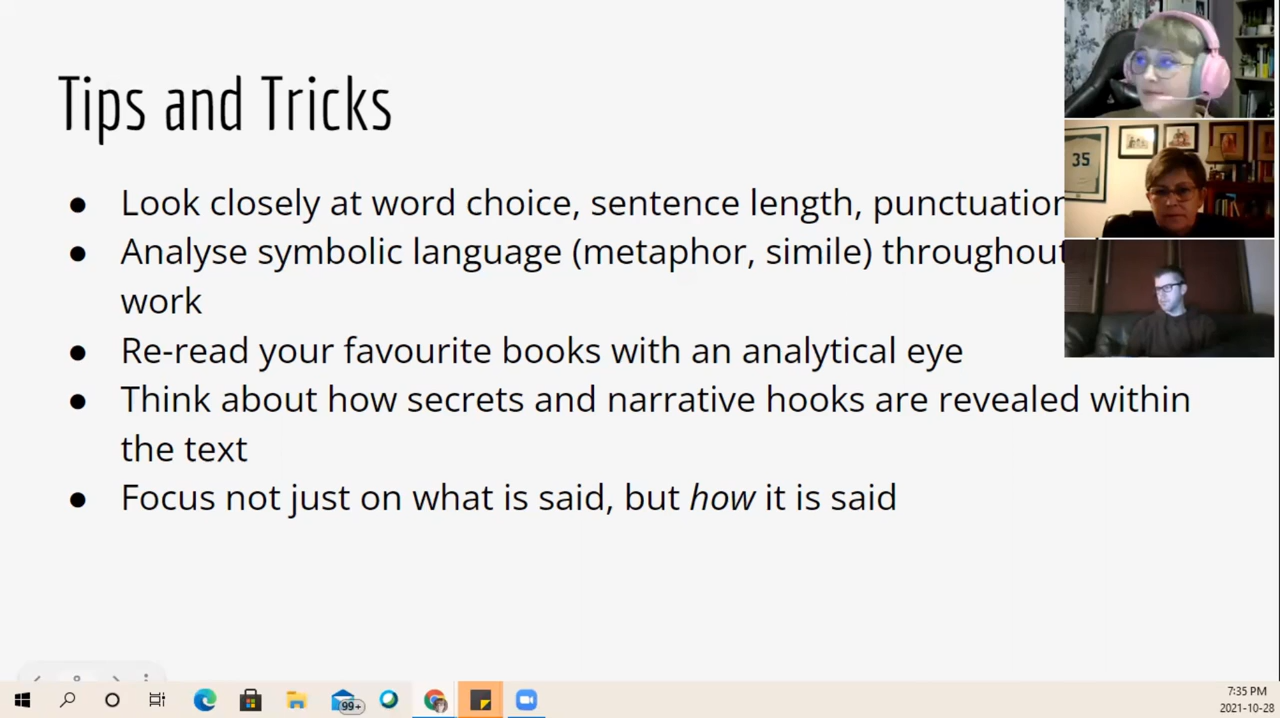 Tips and Tricks
● Look closely at word choice, sentence length, punctuation
● Analyse symbolic language (metaphor, simile) throughout
work
● Re-read your favourite books with an analytical eye
● Think about how secrets and narrative hooks are revealed within
the text
● Focus not just on what is said, but how it is said
35
99+
7:35 PM
2021-10-28